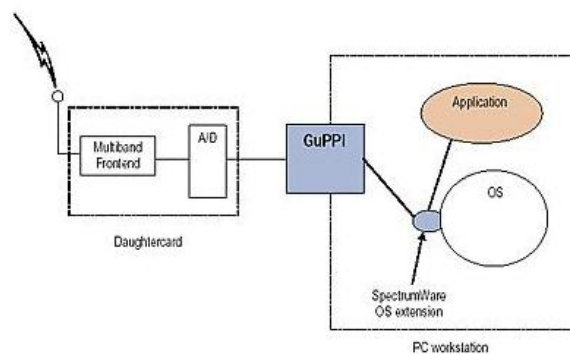 Multiband
Frontend
A/D
Daughtercard
GuPPI
Application
OS
SpectrumWare
OS extension
PC workstation